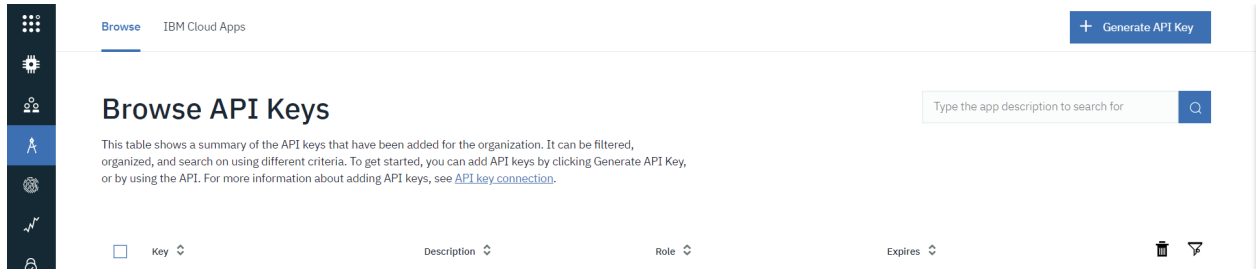 Browse IBM Cloud Apps
+ Generate API Key
Browse API Keys
Type the app description to search for
This table shows a summary of the API keys that have been added for the organization. It can be filtered,
organized, and search on using different criteria. To get started, you can add API keys by clicking Generate API Key,
or by using the API. For more information about adding API keys, see API key connection.
Key Description Role Expires